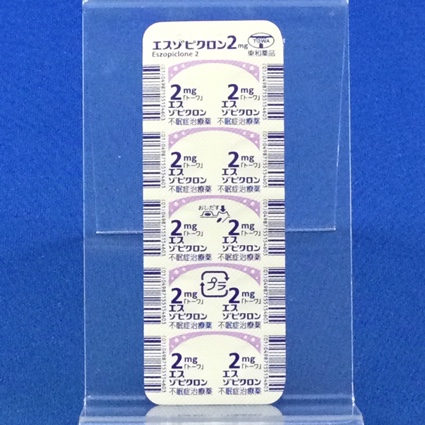 エスゾピクロン2mg
Eszopiclone 2
TOWA
東和薬品
2mg「トーワ」 2mg「トーワ」
エス エス
ゾピクロン ゾピクロン
不眠症治療薬 不眠症治療薬
2mg「トーワ」 2mg「トーワ」
エス エス
ゾピクロン ゾピクロン
不眠症治療薬 不眠症治療薬
おしだす
2mg「トーワ」 2mg「トーワ」
エス エス
ゾピクロン ゾピクロン
不眠症治療薬 不眠症治療薬
プラ
2mg「トーワ」 2mg「トーワ」
エス エス
ゾピクロン ゾピクロン
不眠症治療薬 不眠症治療薬
2mg「トーワ」 2mg「トーワ」
エス エス
ゾピクロン ゾピクロン
不眠症治療薬 不眠症治療薬